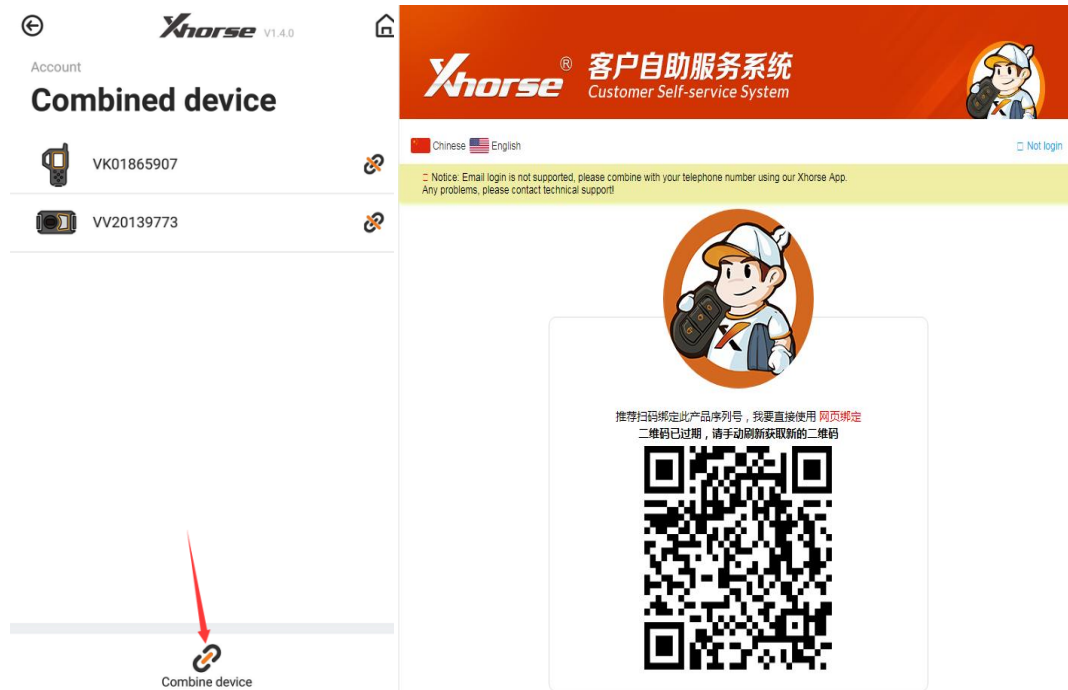 Xhorse V1.4.0
Account
Combined device
VK01865907
VV20139773
Combine device
Xhorse® 客户自助服务系统
Customer Self-service System
Chinese English
Not login
Notice: Email login is not supported, please combine with your telephone number using our Xhorse App.
Any problems, please contact technical support!
推荐扫码绑定此产品序列号，我要直接使用 网页绑定
二维码已过期，请手动刷新获取新的二维码